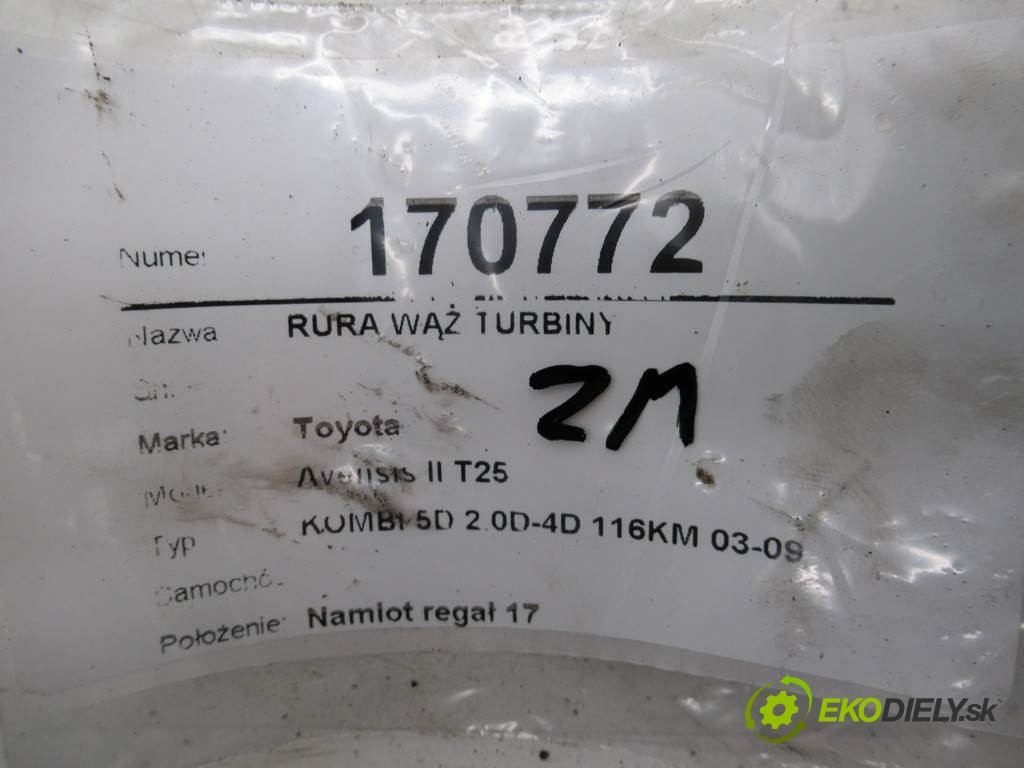 170772
Numer
Nazwa RURA WĄŻ TURBINY
ZM
Marka: Toyota
Avensis II T25
Typ KOMBI 5D 2.0D-4D 116KM 03-09
Położenie: Namiot regał 17
EKODIELY.sk